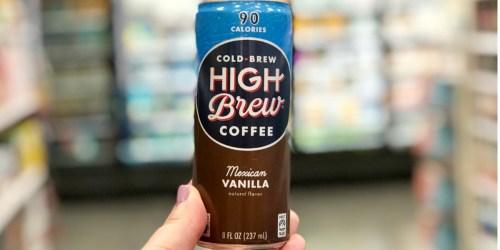 90
CALORIES
COLD-BREW
HIGH
Brew
COFFEE
Mexican
VANILLA
natural flavor
8 FL OZ (237 mL)